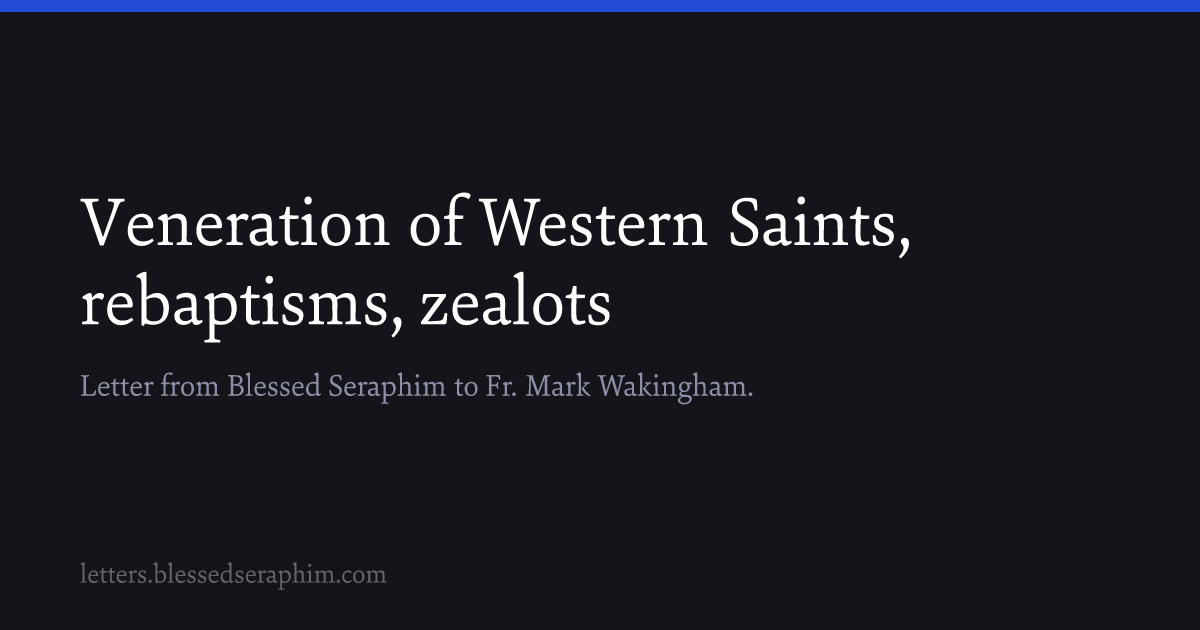 Veneration of Western Saints,
rebaptisms, zealots
Letter from Blessed Seraphim to Fr. Mark Wakingham.
letters.blessedseraphim.com